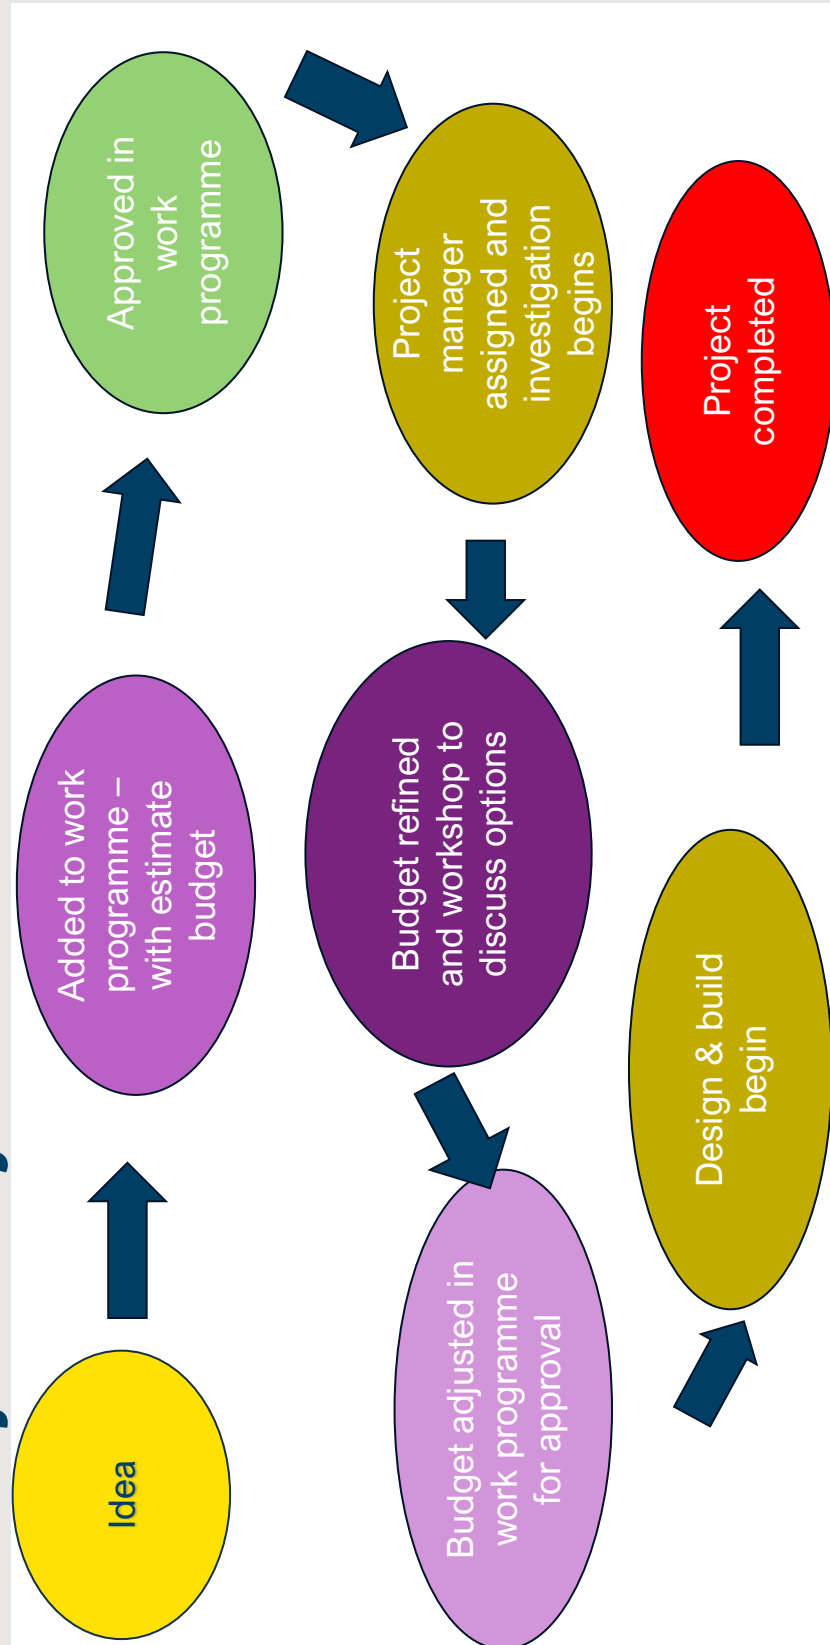 Idea
Added to work
programme –
with estimate
budget
Approved in
work
programme
Project
manager
assigned and
investigation
begins
Budget refined
and workshop to
discuss options
Budget adjusted in
work programme
for approval
Design & build
begin
Project
completed